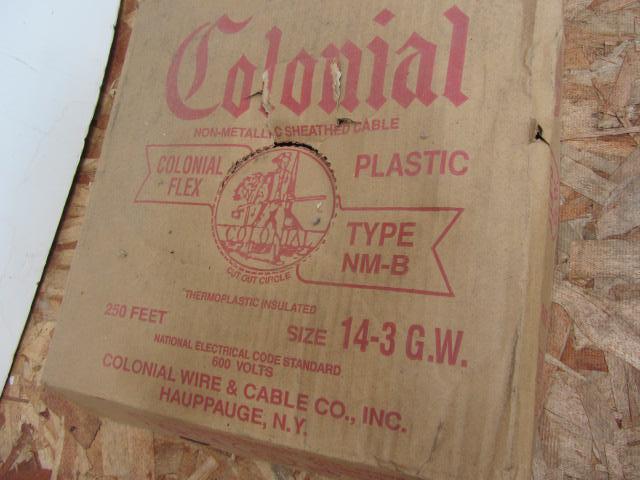 Colonial
NON-METALLIC SHEATHED CABLE
COLONIAL
FLEX
PLASTIC
COLONIAL
CUT OUT CIRCLE
TYPE
NM-B
THERMOPLASTIC INSULATED
250 FEET
SIZE 14-3 G.W.
NATIONAL ELECTRICAL CODE STANDARD
600 VOLTS
COLONIAL WIRE & CABLE CO., INC.
HAUPPAUGE, N.Y.